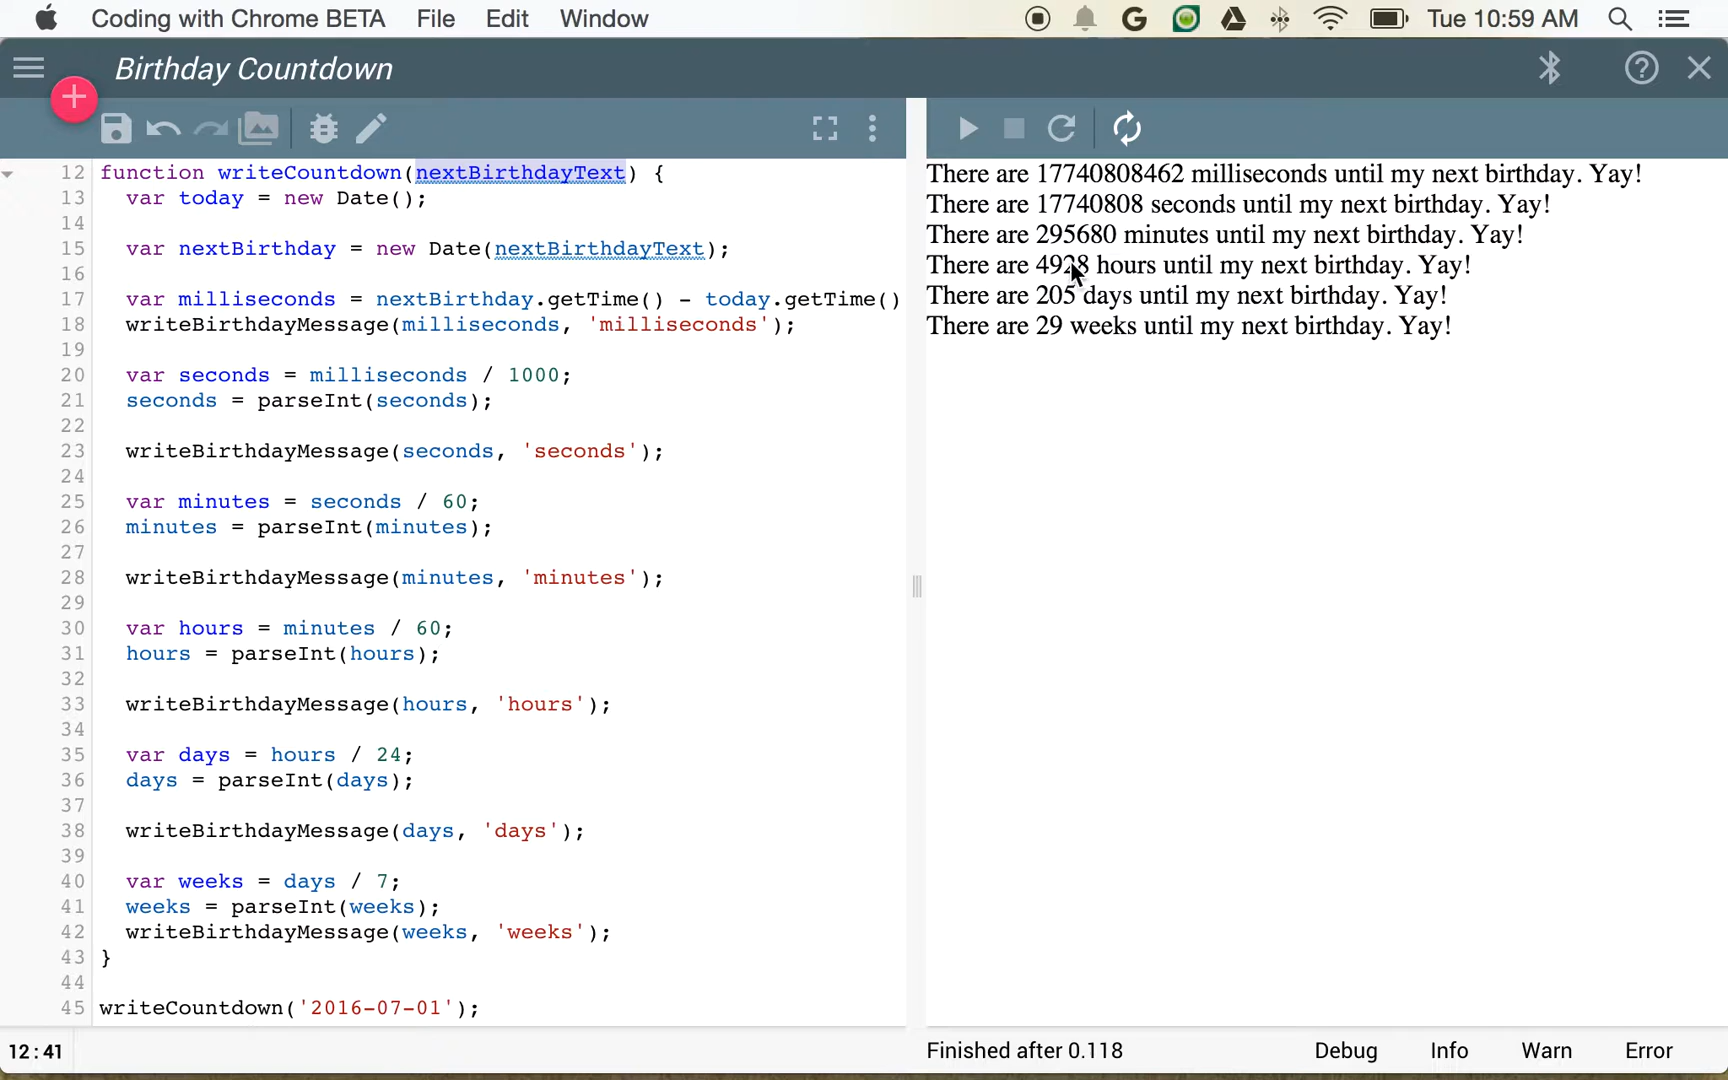 Coding with Chrome BETA File Edit Window Tue 10:59 AM
Birthday Countdown
12 function writeCountdown(nextBirthdayText) {
13 var today = new Date();
14
15 var nextBirthday = new Date(nextBirthdayText);
16
17 var milliseconds = nextBirthday.getTime() - today.getTime()
18 writeBirthdayMessage(milliseconds, 'milliseconds');
19
20 var seconds = milliseconds / 1000;
21 seconds = parseInt(seconds);
22
23 writeBirthdayMessage(seconds, 'seconds');
24
25 var minutes = seconds / 60;
26 minutes = parseInt(minutes);
27
28 writeBirthdayMessage(minutes, 'minutes');
29
30 var hours = minutes / 60;
31 hours = parseInt(hours);
32
33 writeBirthdayMessage(hours, 'hours');
34
35 var days = hours / 24;
36 days = parseInt(days);
37
38 writeBirthdayMessage(days, 'days');
39
40 var weeks = days / 7;
41 weeks = parseInt(weeks);
42 writeBirthdayMessage(weeks, 'weeks');
43 }
44
45 writeCountdown('2016-07-01');
There are 17740808462 milliseconds until my next birthday. Yay!
There are 17740808 seconds until my next birthday. Yay!
There are 295680 minutes until my next birthday. Yay!
There are 4928 hours until my next birthday. Yay!
There are 205 days until my next birthday. Yay!
There are 29 weeks until my next birthday. Yay!
12:41
Finished after 0.118 Debug Info Warn Error